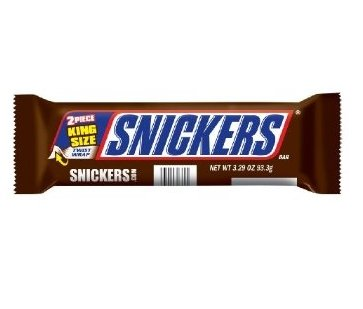 2 PIECE
KING
SIZE
TWIST
WRAP
SNICKERS®
BAR
NET WT 3.29 OZ 93.3g
SNICKERS